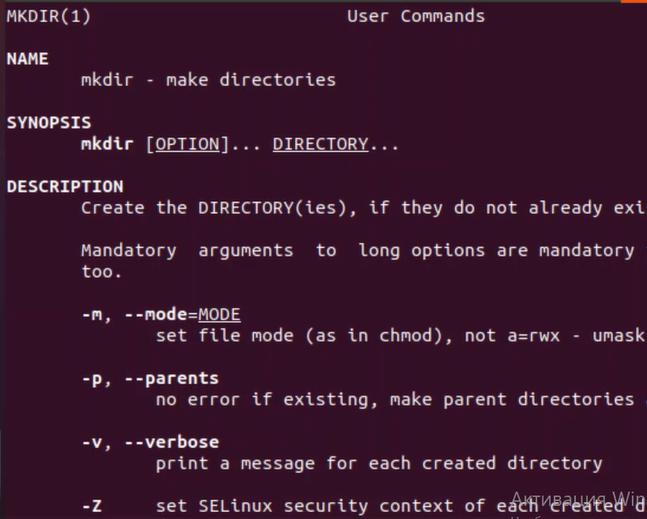 MKDIR(1) User Commands
NAME
mkdir - make directories
SYNOPSIS
mkdir [OPTION]... DIRECTORY...
DESCRIPTION
Create the DIRECTORY(ies), if they do not already exi
Mandatory arguments to long options are mandatory
too.
-m, --mode=MODE
set file mode (as in chmod), not a=rwx - umask
-p, --parents
no error if existing, make parent directories
-v, --verbose
print a message for each created directory
-Z set SELinux security context of each created d
Активация Win